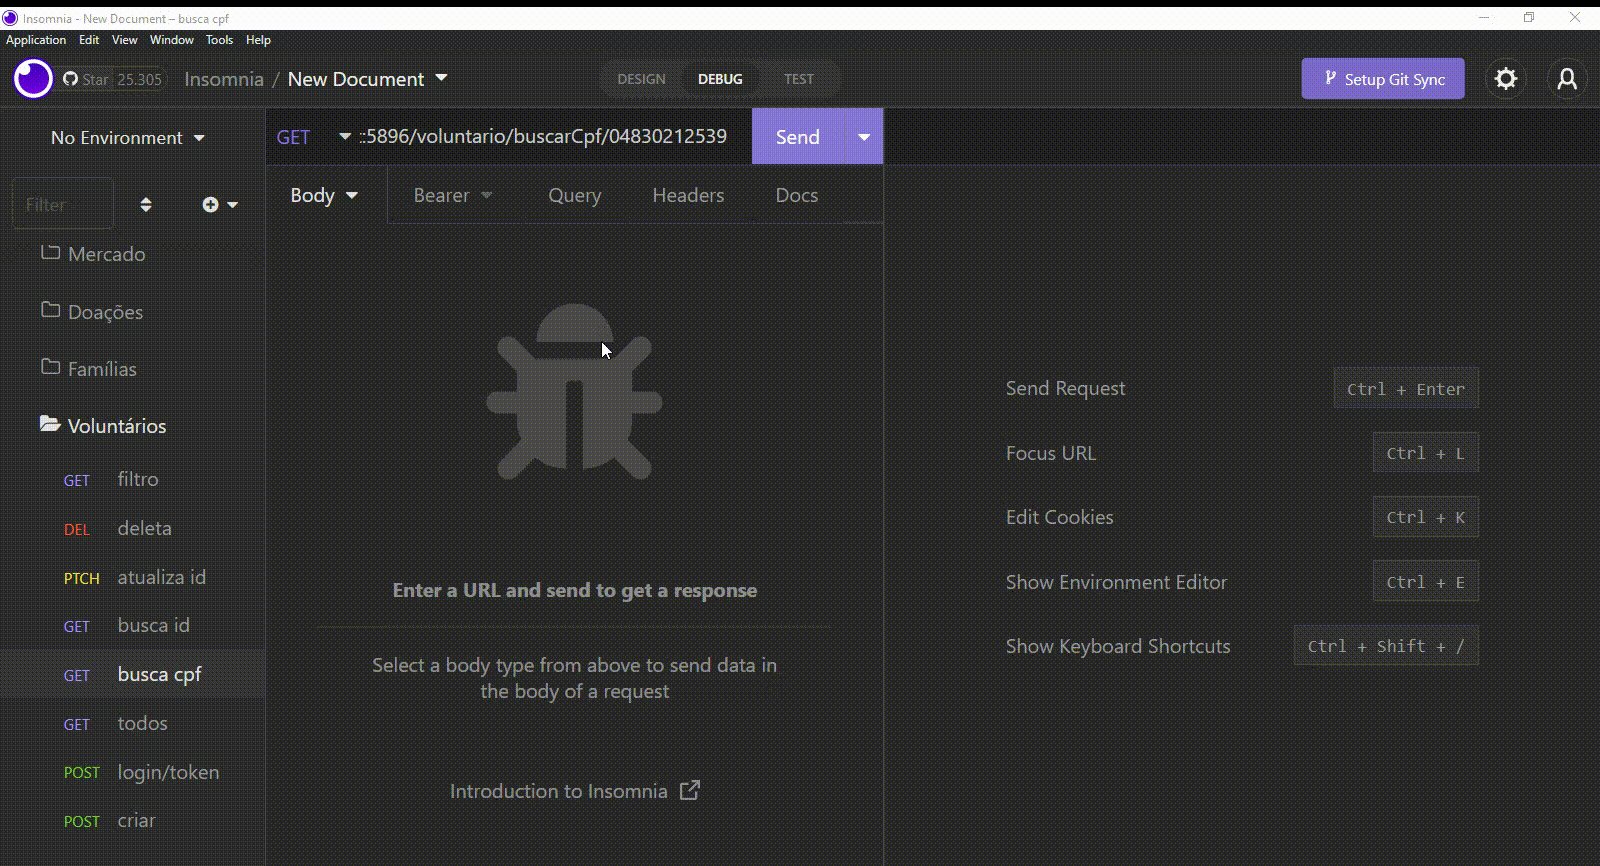 Insomnia - New Document – busca cpf
Application Edit View Window Tools Help
Star 25.305 Insomnia / New Document DESIGN DEBUG TEST Setup Git Sync
No Environment
GET ::5896/voluntario/buscarCpf/04830212539 Send
Filter
Body Bearer Query Headers Docs
Mercado
Doações
Famílias
Voluntários
GET filtro
DEL deleta
PTCH atualiza id
GET busca id
GET busca cpf
GET todos
POST login/token
POST criar
Enter a URL and send to get a response
Select a body type from above to send data in
the body of a request
Introduction to Insomnia
Send Request Ctrl + Enter
Focus URL Ctrl + L
Edit Cookies Ctrl + K
Show Environment Editor Ctrl + E
Show Keyboard Shortcuts Ctrl + Shift + /